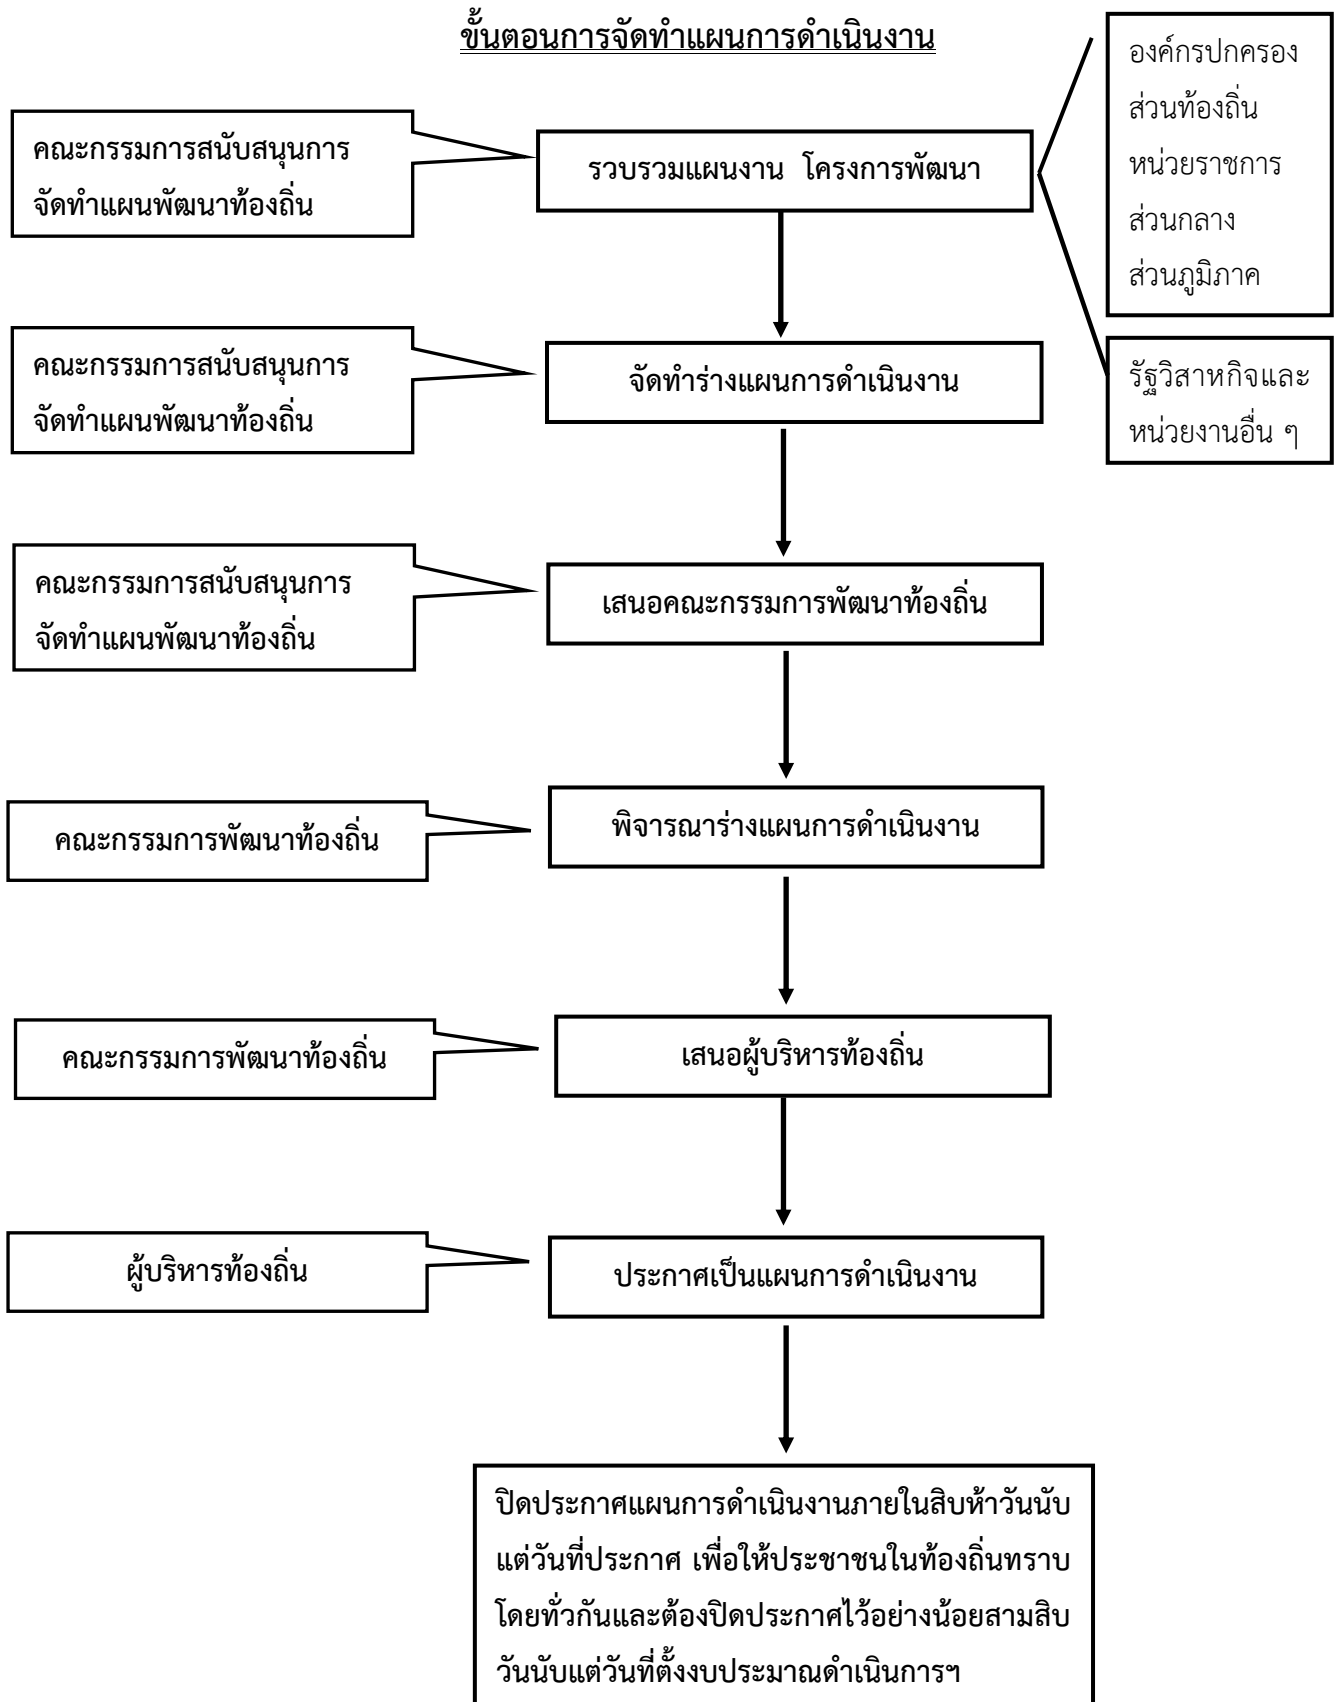 ขั้นตอนการจัดทำแผนการดำเนินงาน
องค์กรปกครอง
ส่วนท้องถิ่น
หน่วยราชการ
ส่วนกลาง
ส่วนภูมิภาค
คณะกรรมการสนับสนุนการ
จัดทำแผนพัฒนาท้องถิ่น
รวบรวมแผนงาน โครงการพัฒนา
คณะกรรมการสนับสนุนการ
จัดทำแผนพัฒนาท้องถิ่น
จัดทำร่างแผนการดำเนินงาน
รัฐวิสาหกิจและ
หน่วยงานอื่น ๆ
คณะกรรมการสนับสนุนการ
จัดทำแผนพัฒนาท้องถิ่น
เสนอคณะกรรมการพัฒนาท้องถิ่น
คณะกรรมการพัฒนาท้องถิ่น
พิจารณาร่างแผนการดำเนินงาน
คณะกรรมการพัฒนาท้องถิ่น
เสนอผู้บริหารท้องถิ่น
ผู้บริหารท้องถิ่น
ประกาศเป็นแผนการดำเนินงาน
ปิดประกาศแผนการดำเนินงานภายในสิบห้าวันนับ
แต่วันที่ประกาศ เพื่อให้ประชาชนในท้องถิ่นทราบ
โดยทั่วกันและต้องปิดประกาศไว้อย่างน้อยสามสิบ
วันนับแต่วันที่ตั้งงบประมาณดำเนินการฯ